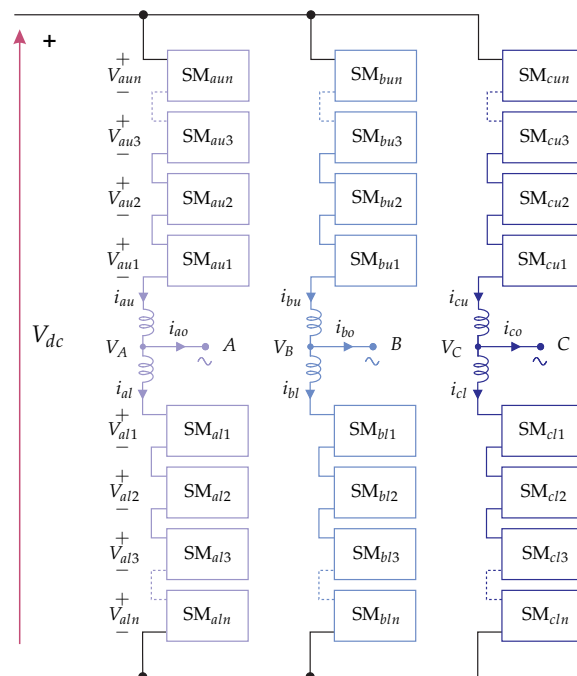 +
+ V_aun − SM_aun SM_bun SM_cun
+ V_au3 − SM_au3 SM_bu3 SM_cu3
+ V_au2 − SM_au2 SM_bu2 SM_cu2
+ V_au1 − SM_au1 SM_bu1 SM_cu1
i_au i_bu i_cu
V_dc
i_ao i_bo i_co
V_A A V_B B V_C C
i_al i_bl i_cl
+ V_al1 − SM_al1 SM_bl1 SM_cl1
+ V_al2 − SM_al2 SM_bl2 SM_cl2
+ V_al3 − SM_al3 SM_bl3 SM_cl3
+ V_aln − SM_aln SM_bln SM_cln